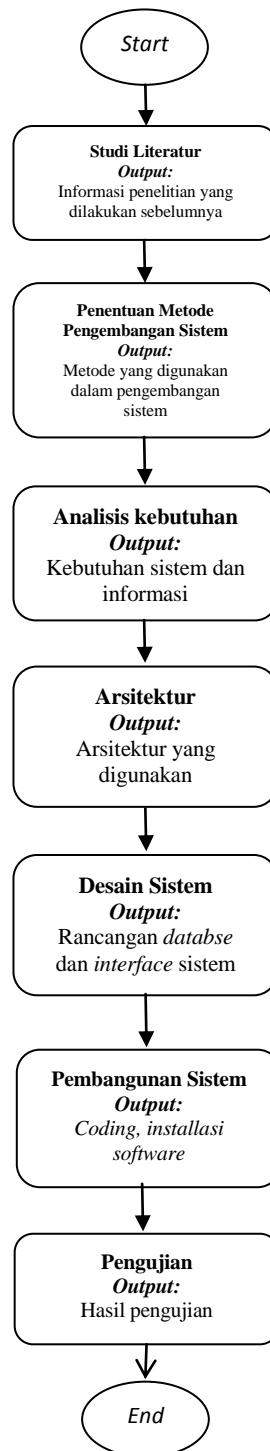 Start
Studi Literatur
Output:
Informasi penelitian yang
dilakukan sebelumnya
Penentuan Metode
Pengembangan Sistem
Output:
Metode yang digunakan
dalam pengembangan
sistem
Analisis kebutuhan
Output:
Kebutuhan sistem dan
informasi
Arsitektur
Output:
Arsitektur yang
digunakan
Desain Sistem
Output:
Rancangan databse
dan interface sistem
Pembangunan Sistem
Output:
Coding, installasi
software
Pengujian
Output:
Hasil pengujian
End